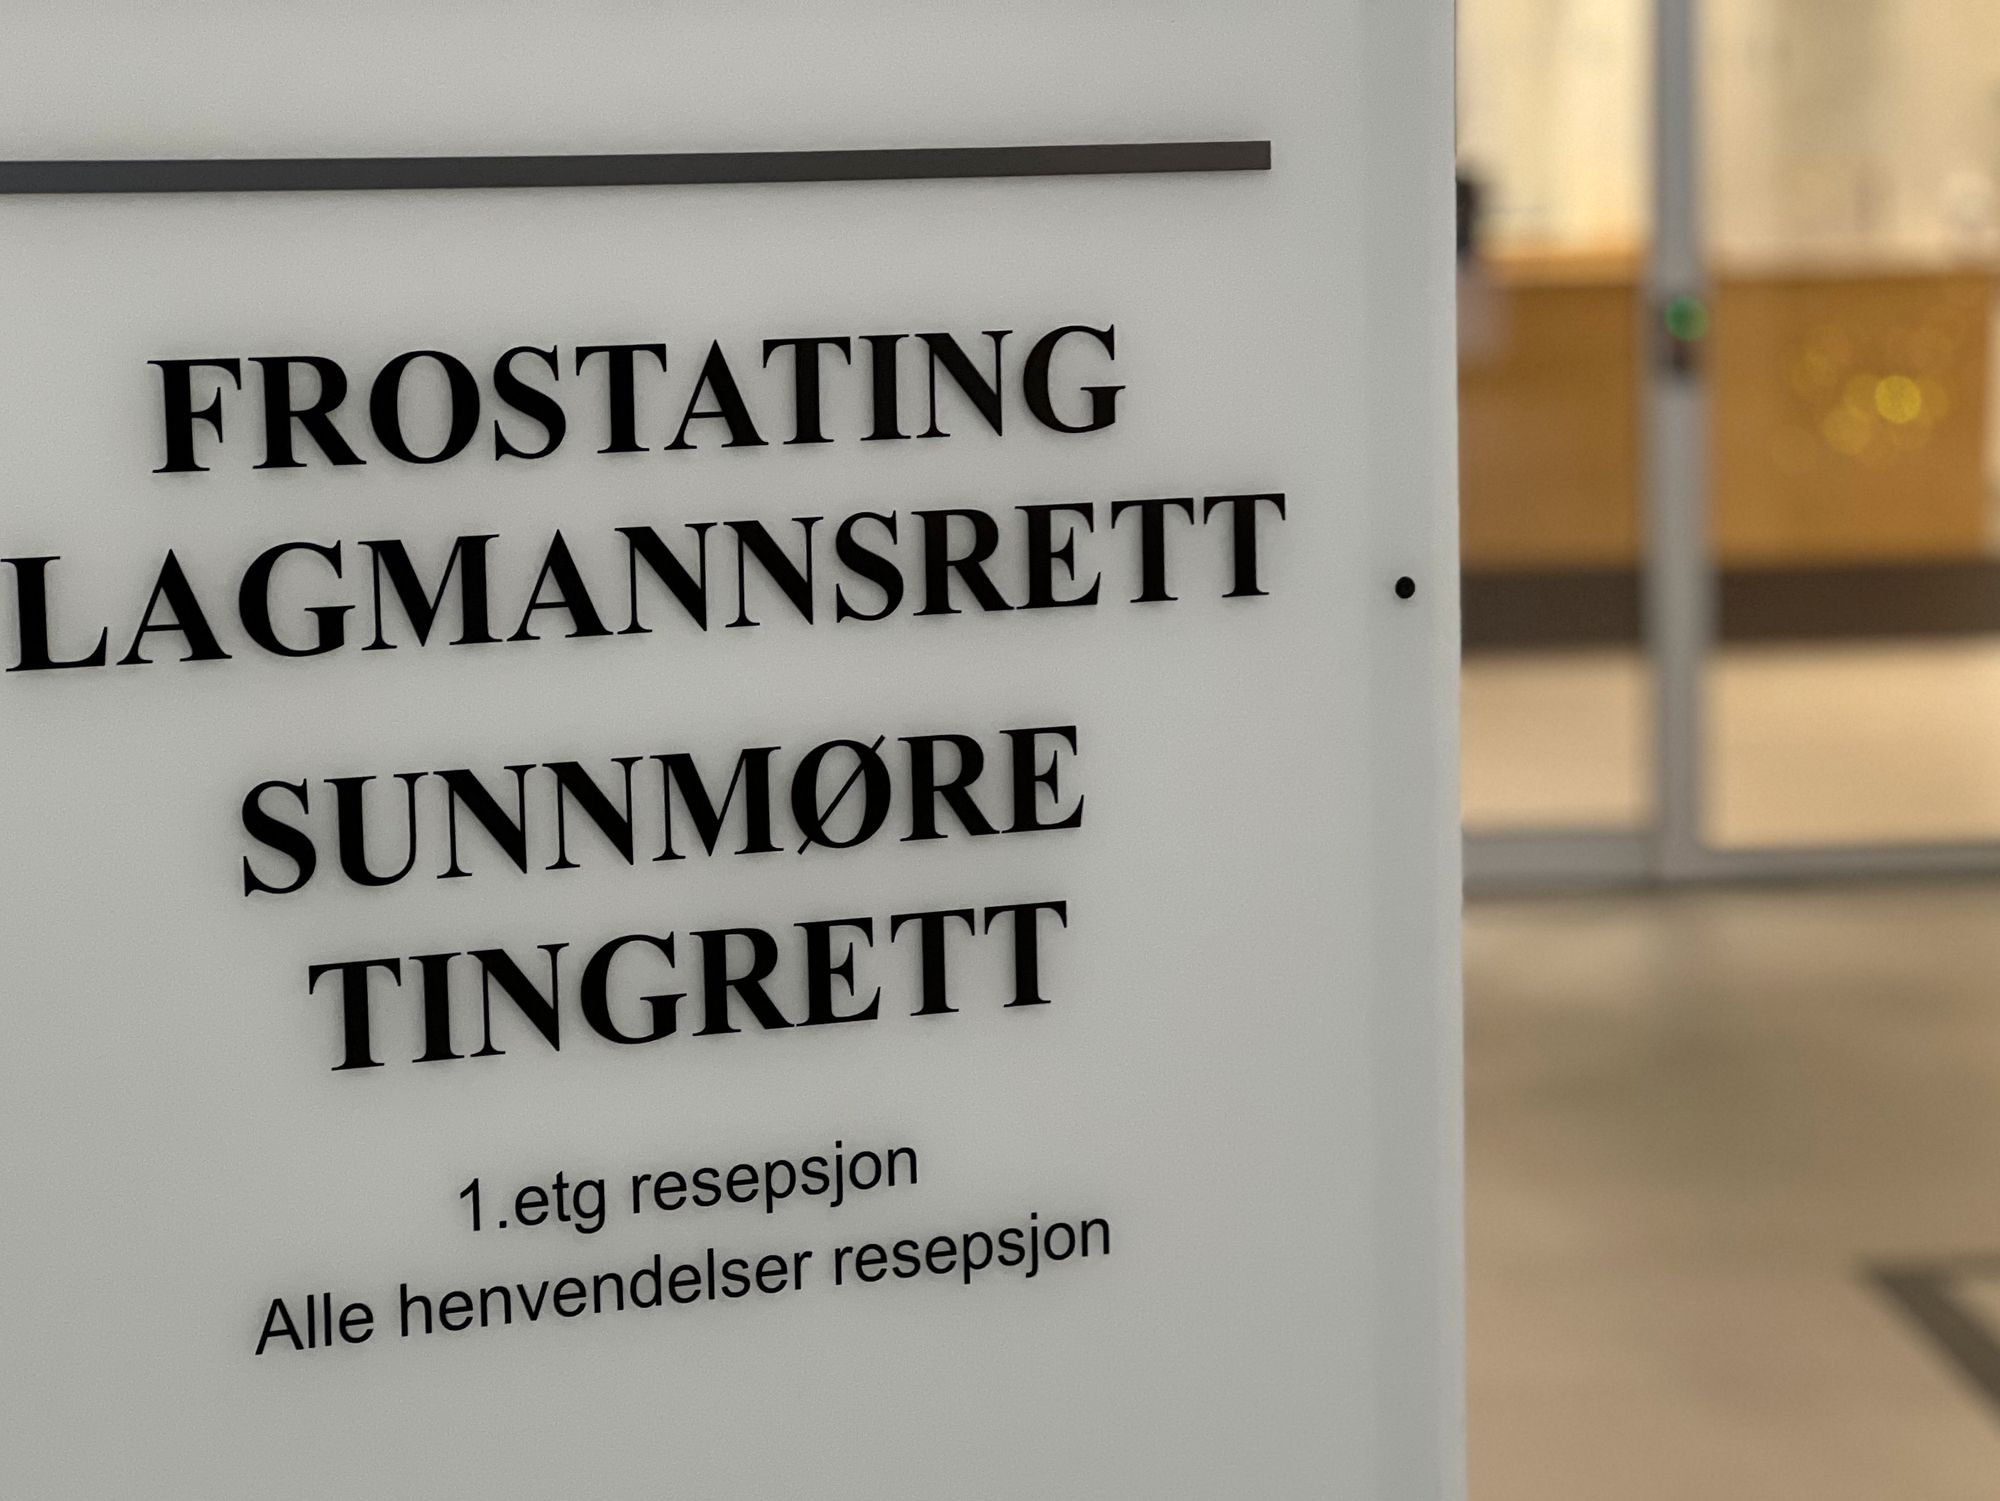 FROSTATING
LAGMANNSRETT
SUNNMØRE
TINGRETT
1.etg resepsjon
Alle henvendelser resepsjon